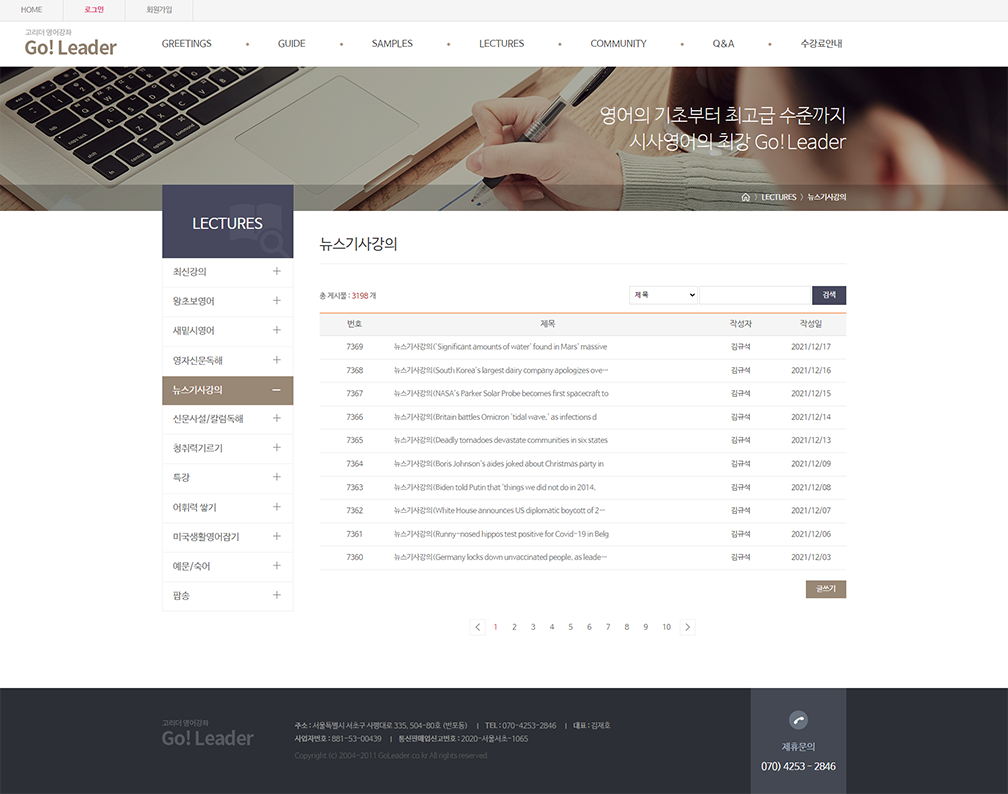 HOME 로그인 회원가입
고리더 영어강좌
Go! Leader
GREETINGS GUIDE SAMPLES LECTURES COMMUNITY Q&A 수강료안내
영어의 기초부터 최고급 수준까지
시사영어의 최강 Go! Leader
LECTURES 뉴스기사강의
LECTURES
최신강의
왕초보영어
새밑시영어
영자신문독해
뉴스기사강의
신문사설/칼럼독해
청취력기르기
특강
어휘력 쌓기
미국생활영어잡기
예문/숙어
팝송
뉴스기사강의
총 게시물 : 3198 개
제목 검색
번호 제목 작성자 작성일
7369 뉴스기사강의('Significant amounts of water' found in Mars' massive 김규석 2021/12/17
7368 뉴스기사강의(South Korea's largest dairy company apologizes ove··· 김규석 2021/12/16
7367 뉴스기사강의(NASA's Parker Solar Probe becomes first spacecraft to 김규석 2021/12/15
7366 뉴스기사강의(Britain battles Omicron 'tidal wave,' as infections d 김규석 2021/12/14
7365 뉴스기사강의(Deadly tornadoes devastate communities in six states 김규석 2021/12/13
7364 뉴스기사강의(Boris Johnson's aides joked about Christmas party in 김규석 2021/12/09
7363 뉴스기사강의(Biden told Putin that 'things we did not do in 2014, 김규석 2021/12/08
7362 뉴스기사강의(White House announces US diplomatic boycott of 2··· 김규석 2021/12/07
7361 뉴스기사강의(Runny-nosed hippos test positive for Covid-19 in Belg 김규석 2021/12/06
7360 뉴스기사강의(Germany locks down unvaccinated people, as leade··· 김규석 2021/12/03
글쓰기
1 2 3 4 5 6 7 8 9 10
고리더 영어강좌
Go! Leader
주소 : 서울특별시 서초구 사평대로 335, 504-80호 (반포동) | TEL : 070-4253-2846 | 대표 : 김재호
사업자번호 : 881-53-00439 | 통신판매업신고번호 : 2020-서울서초-1065
Copyright (c) 2004-2011 GoLeader.co.kr All rights reserved.
제휴문의
070) 4253 - 2846